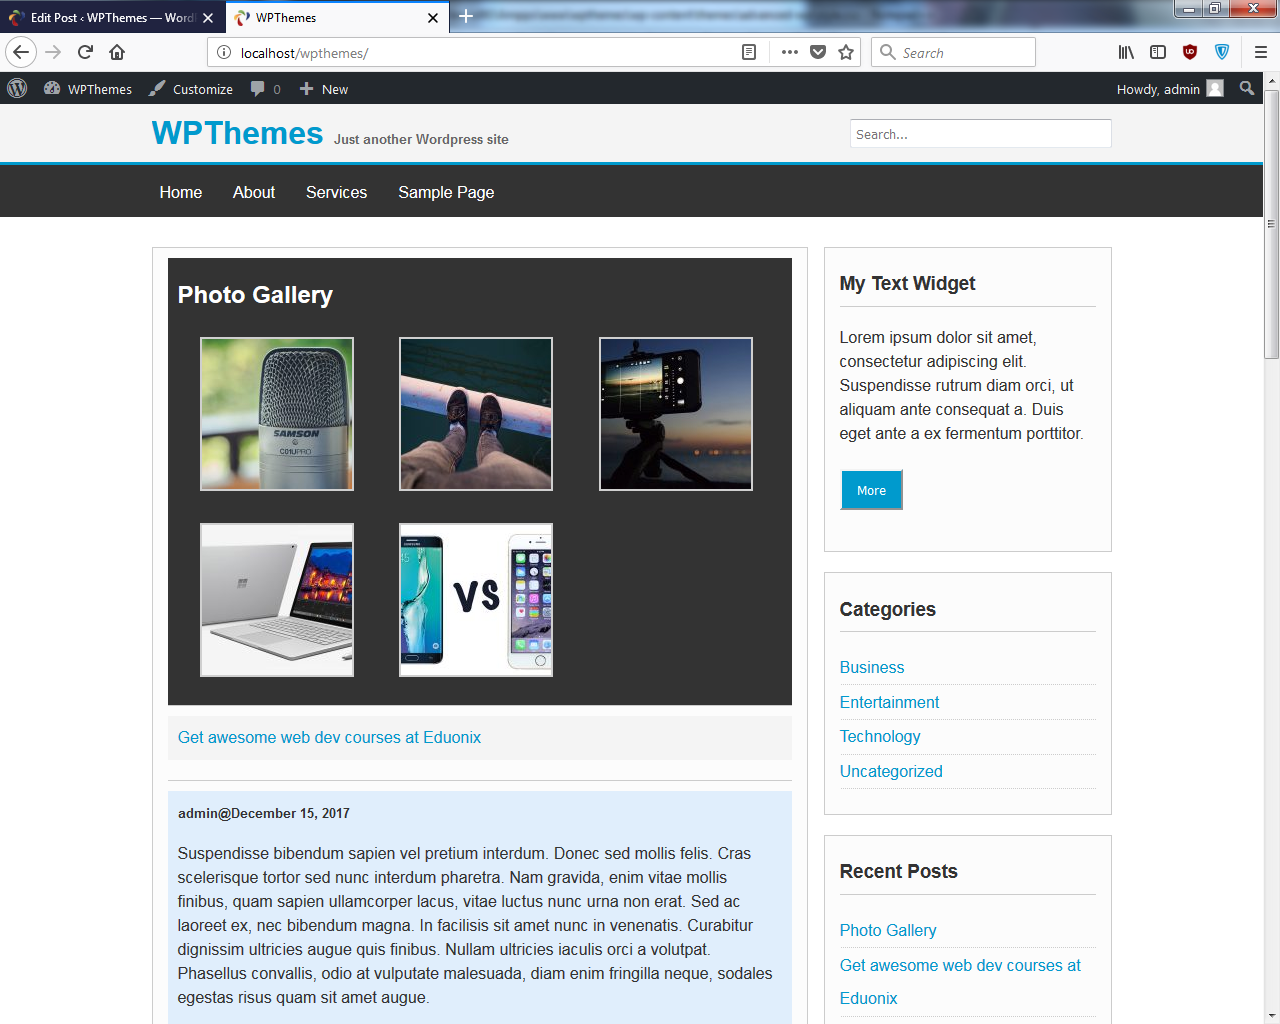 Edit Post ‹ WPThemes — Word
WPThemes
localhost/wpthemes/
Search
WPThemes
Customize
0
New
Howdy, admin
WPThemes
Just another Wordpress site
Search...
Home
About
Services
Sample Page
Photo Gallery
SAMSON
C01UPRO
VS
Get awesome web dev courses at Eduonix
admin@December 15, 2017
Suspendisse bibendum sapien vel pretium interdum. Donec sed mollis felis. Cras
scelerisque tortor sed nunc interdum pharetra. Nam gravida, enim vitae mollis
finibus, quam sapien ullamcorper lacus, vitae luctus nunc urna non erat. Sed ac
laoreet ex, nec bibendum magna. In facilisis sit amet nunc in venenatis. Curabitur
dignissim ultricies augue quis finibus. Nullam ultricies iaculis orci a volutpat.
Phasellus convallis, odio at vulputate malesuada, diam enim fringilla neque, sodales
egestas risus quam sit amet augue.
My Text Widget
Lorem ipsum dolor sit amet,
consectetur adipiscing elit.
Suspendisse rutrum diam orci, ut
aliquam ante consequat a. Duis
eget ante a ex fermentum porttitor.
More
Categories
Business
Entertainment
Technology
Uncategorized
Recent Posts
Photo Gallery
Get awesome web dev courses at
Eduonix